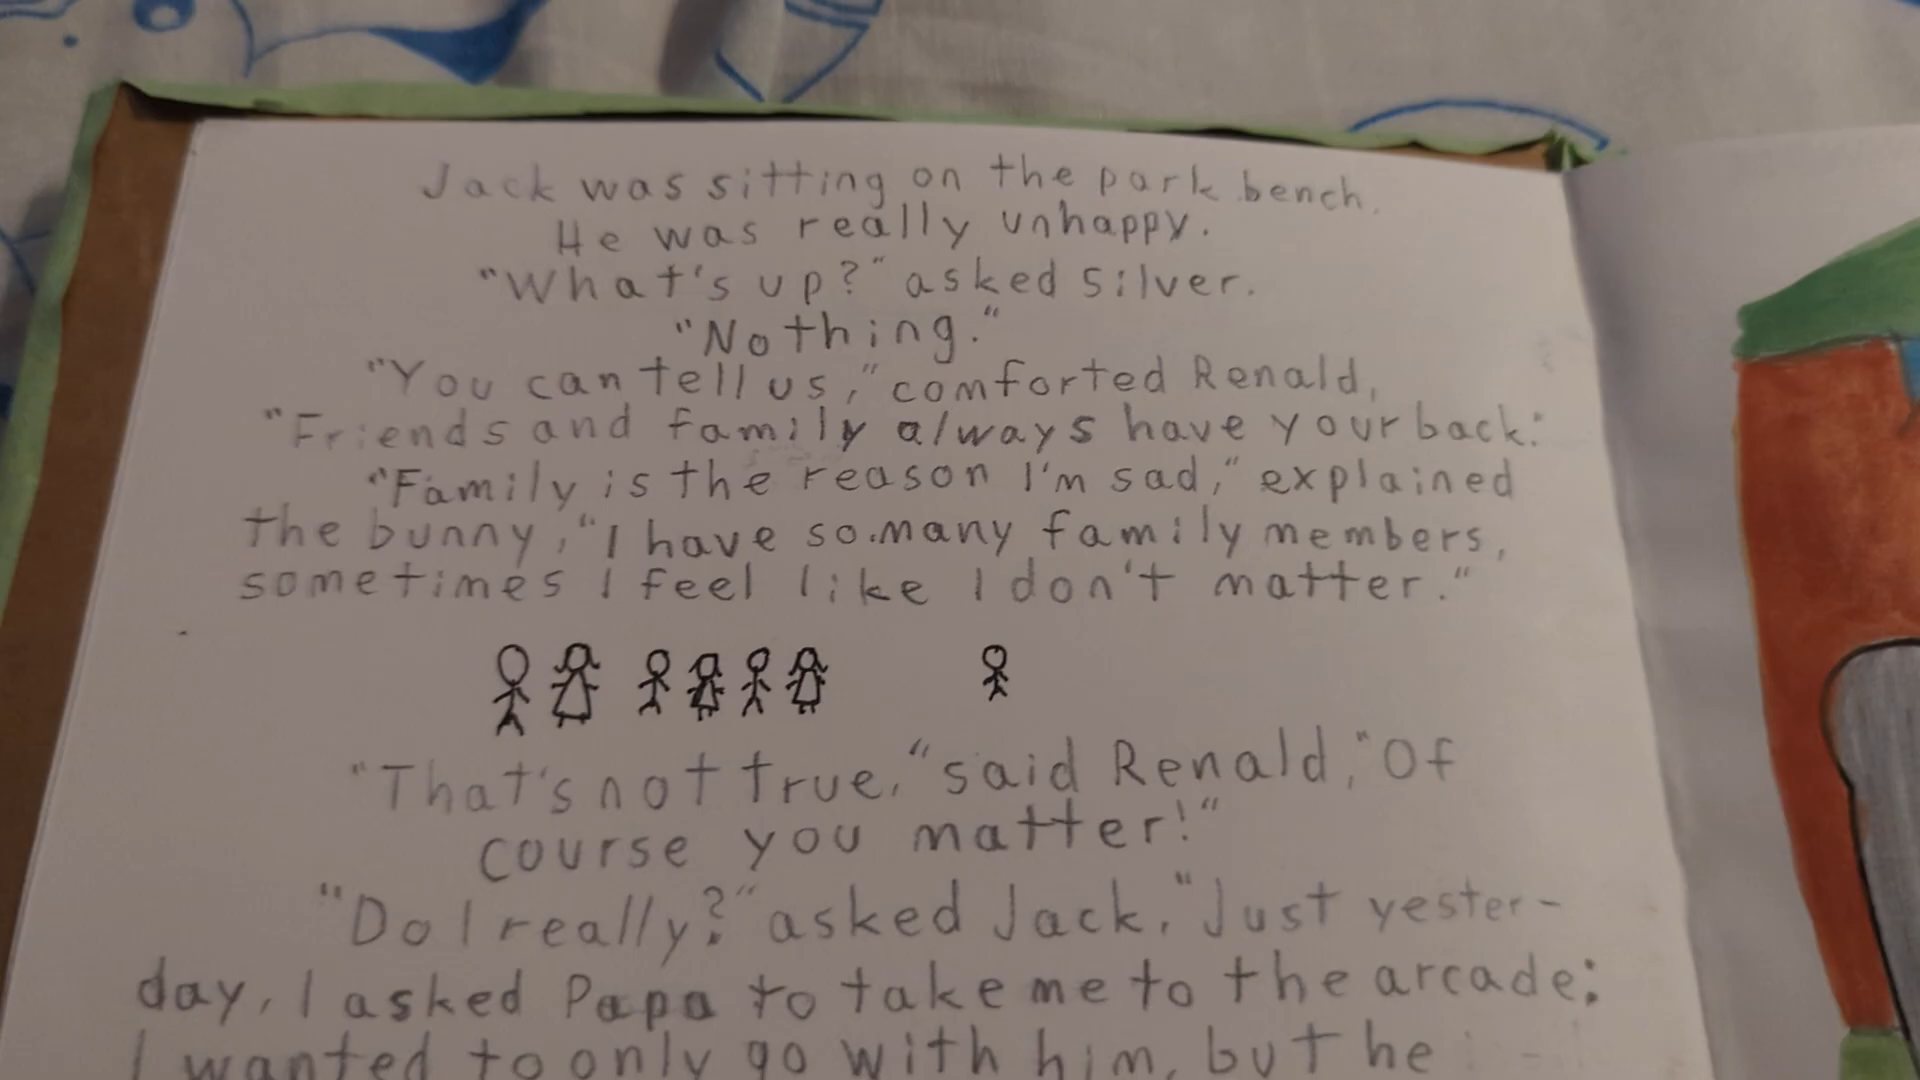 Jack was sitting on the park bench.
He was really unhappy.
"What's up?" asked Silver.
"Nothing."
"You can tell us," comforted Renald,
"Friends and family always have your back."
"Family is the reason I'm sad," explained
the bunny, "I have so many family members,
sometimes I feel like I don't matter."
"That's not true," said Renald, "Of
course you matter!"
"Do I really?" asked Jack, "Just yester-
day, I asked Papa to take me to the arcade;
I wanted to only go with him, but he